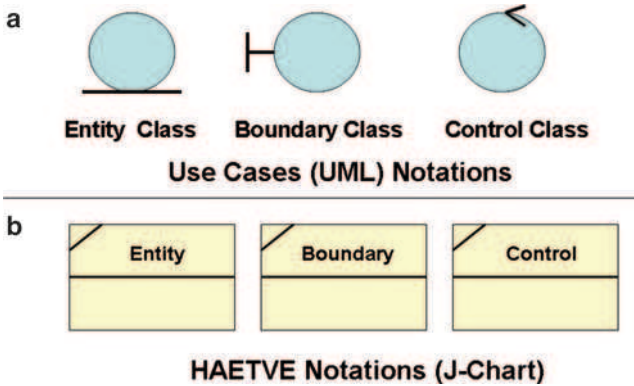 a
Entity Class Boundary Class Control Class
Use Cases (UML) Notations
b
Entity Boundary Control
HAETVE Notations (J-Chart)